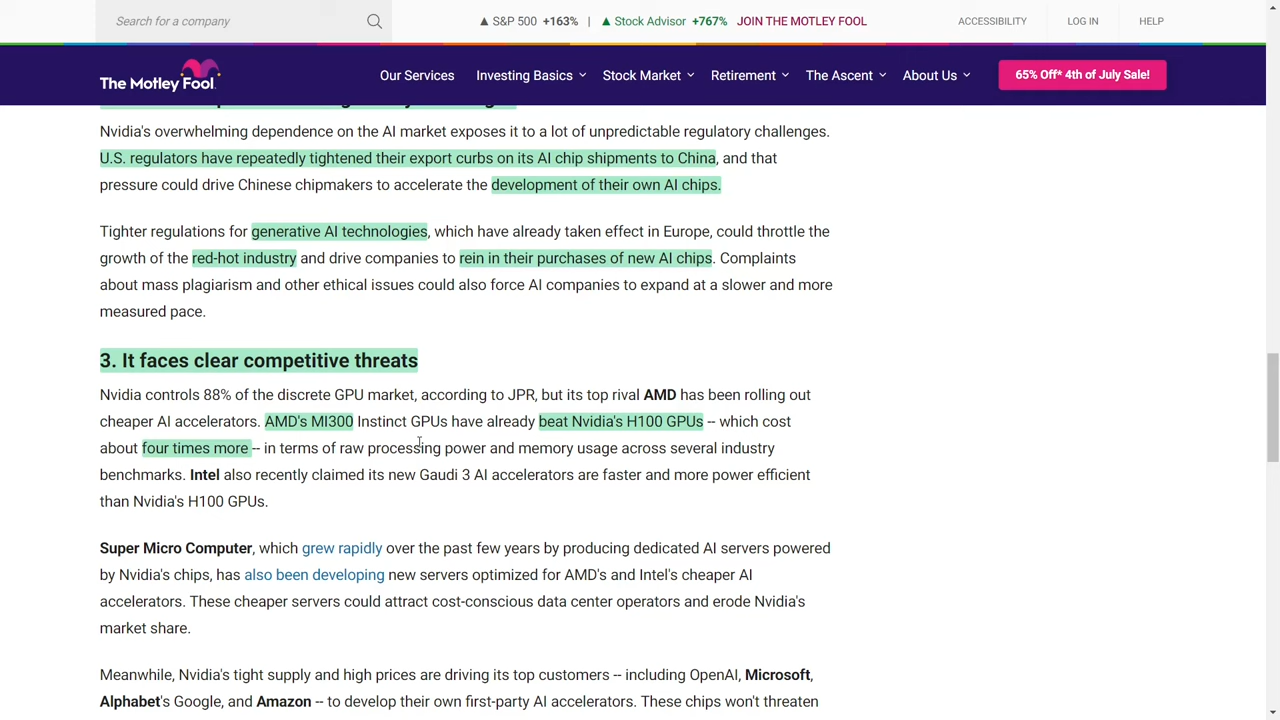 Search for a company
▲ S&P 500 +163% | ▲ Stock Advisor +767% JOIN THE MOTLEY FOOL
ACCESSIBILITY LOG IN HELP
The Motley Fool
Our Services Investing Basics Stock Market Retirement The Ascent About Us 65% Off* 4th of July Sale!
Nvidia's overwhelming dependence on the AI market exposes it to a lot of unpredictable regulatory challenges.
U.S. regulators have repeatedly tightened their export curbs on its AI chip shipments to China, and that
pressure could drive Chinese chipmakers to accelerate the development of their own AI chips.
Tighter regulations for generative AI technologies, which have already taken effect in Europe, could throttle the
growth of the red-hot industry and drive companies to rein in their purchases of new AI chips. Complaints
about mass plagiarism and other ethical issues could also force AI companies to expand at a slower and more
measured pace.
3. It faces clear competitive threats
Nvidia controls 88% of the discrete GPU market, according to JPR, but its top rival AMD has been rolling out
cheaper AI accelerators. AMD's MI300 Instinct GPUs have already beat Nvidia's H100 GPUs -- which cost
about four times more -- in terms of raw processing power and memory usage across several industry
benchmarks. Intel also recently claimed its new Gaudi 3 AI accelerators are faster and more power efficient
than Nvidia's H100 GPUs.
Super Micro Computer, which grew rapidly over the past few years by producing dedicated AI servers powered
by Nvidia's chips, has also been developing new servers optimized for AMD's and Intel's cheaper AI
accelerators. These cheaper servers could attract cost-conscious data center operators and erode Nvidia's
market share.
Meanwhile, Nvidia's tight supply and high prices are driving its top customers -- including OpenAI, Microsoft,
Alphabet's Google, and Amazon -- to develop their own first-party AI accelerators. These chips won't threaten